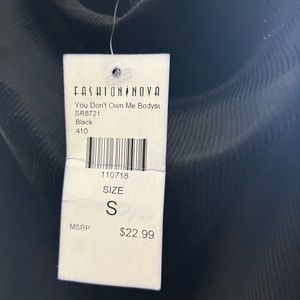 FASHION NOVA
You Don't Own Me Bodysu
SR8721
Black
410
110718
SIZE
S
MSRP $22.99